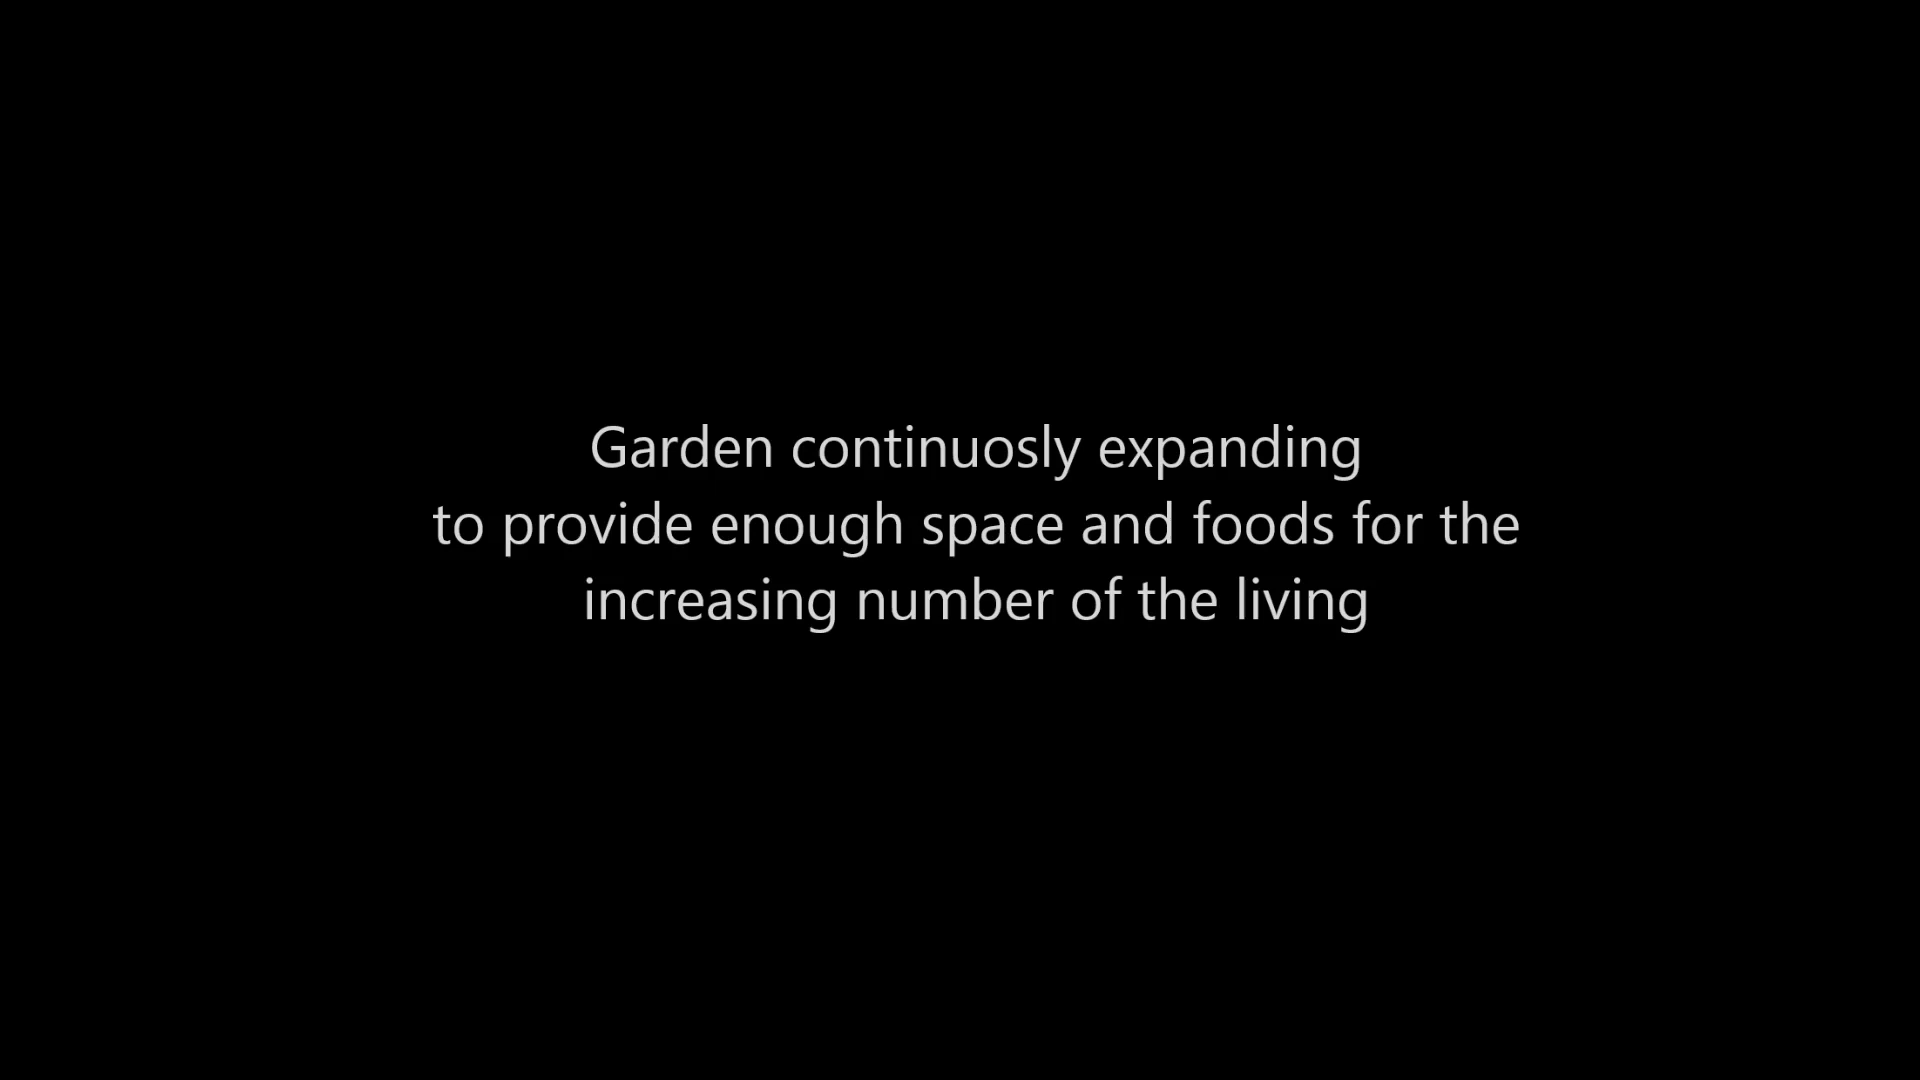 Garden continuosly expanding
to provide enough space and foods for the
increasing number of the living